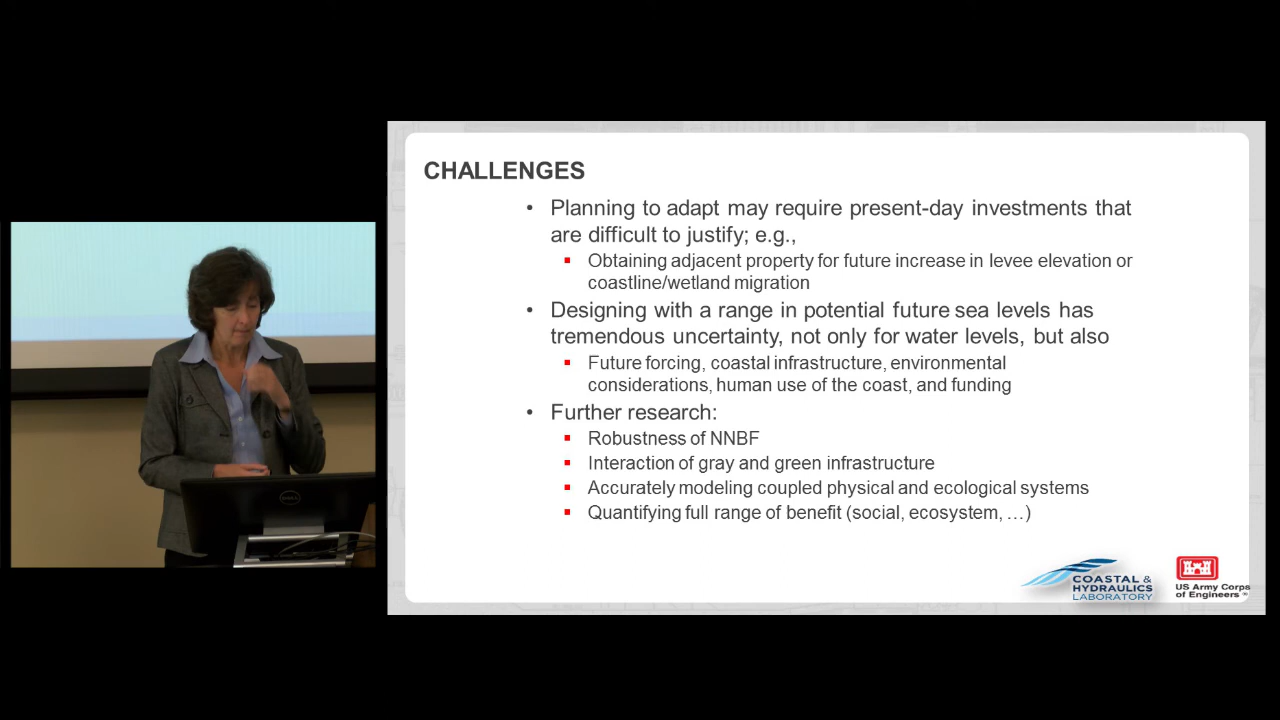 CHALLENGES
• Planning to adapt may require present-day investments that
are difficult to justify; e.g.,
▪ Obtaining adjacent property for future increase in levee elevation or
coastline/wetland migration
• Designing with a range in potential future sea levels has
tremendous uncertainty, not only for water levels, but also
▪ Future forcing, coastal infrastructure, environmental
considerations, human use of the coast, and funding
• Further research:
▪ Robustness of NNBF
▪ Interaction of gray and green infrastructure
▪ Accurately modeling coupled physical and ecological systems
▪ Quantifying full range of benefit (social, ecosystem, …)
COASTAL &
HYDRAULICS
LABORATORY
US Army Corps
of Engineers ®
DELL